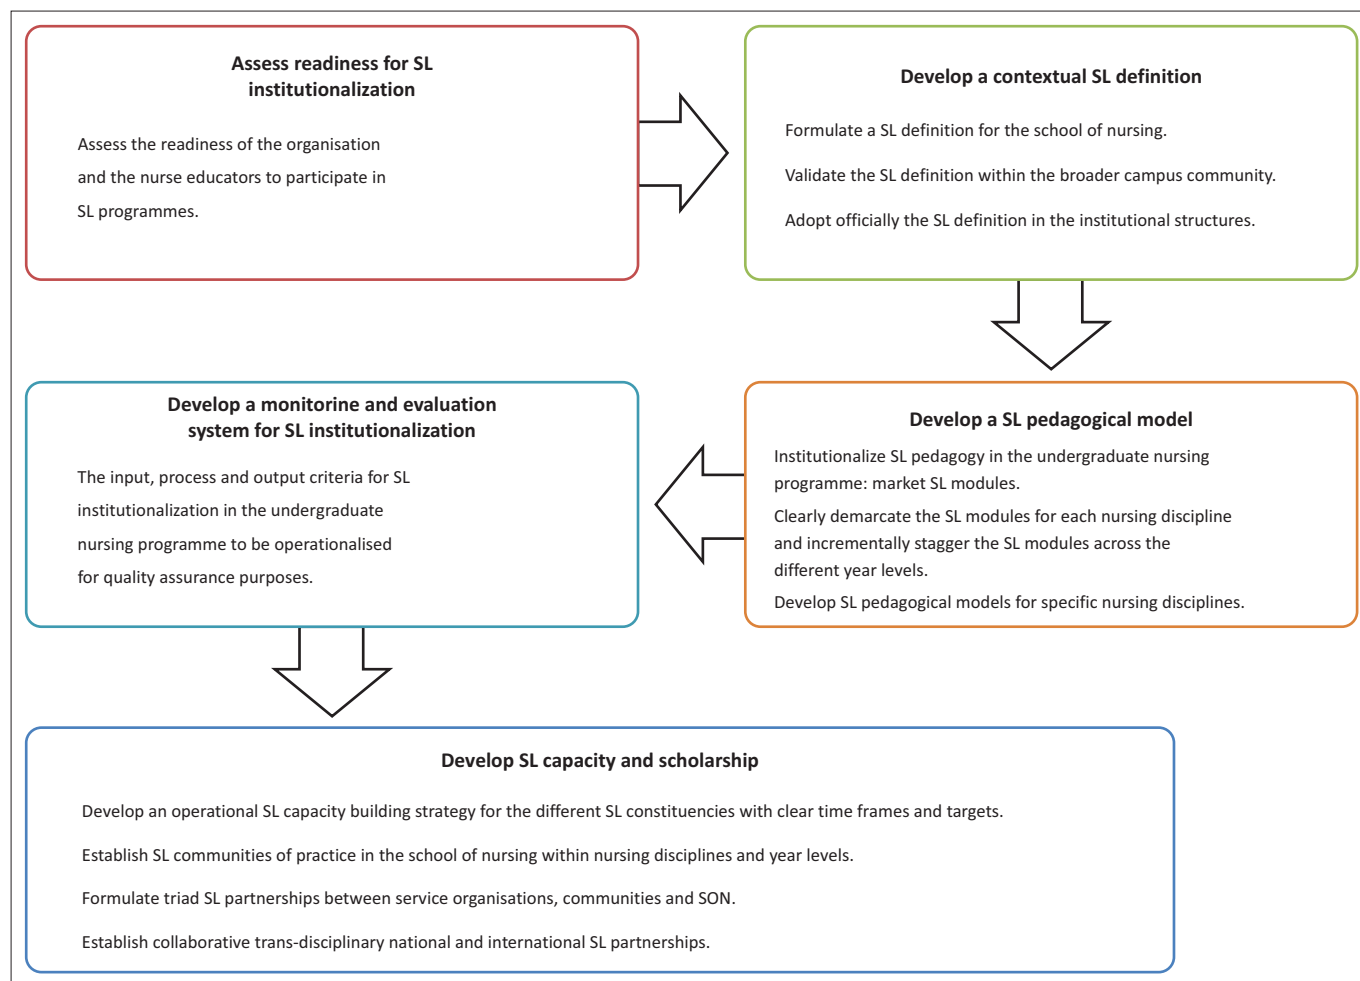 Assess readiness for SL
institutionalization
Assess the readiness of the organisation
and the nurse educators to participate in
SL programmes.
Develop a contextual SL definition
Formulate a SL definition for the school of nursing.
Validate the SL definition within the broader campus community.
Adopt officially the SL definition in the institutional structures.
Develop a SL pedagogical model
Institutionalize SL pedagogy in the undergraduate nursing
programme: market SL modules.
Clearly demarcate the SL modules for each nursing discipline
and incrementally stagger the SL modules across the
different year levels.
Develop SL pedagogical models for specific nursing disciplines.
Develop a monitorine and evaluation
system for SL institutionalization
The input, process and output criteria for SL
institutionalization in the undergraduate
nursing programme to be operationalised
for quality assurance purposes.
Develop SL capacity and scholarship
Develop an operational SL capacity building strategy for the different SL constituencies with clear time frames and targets.
Establish SL communities of practice in the school of nursing within nursing disciplines and year levels.
Formulate triad SL partnerships between service organisations, communities and SON.
Establish collaborative trans-disciplinary national and international SL partnerships.